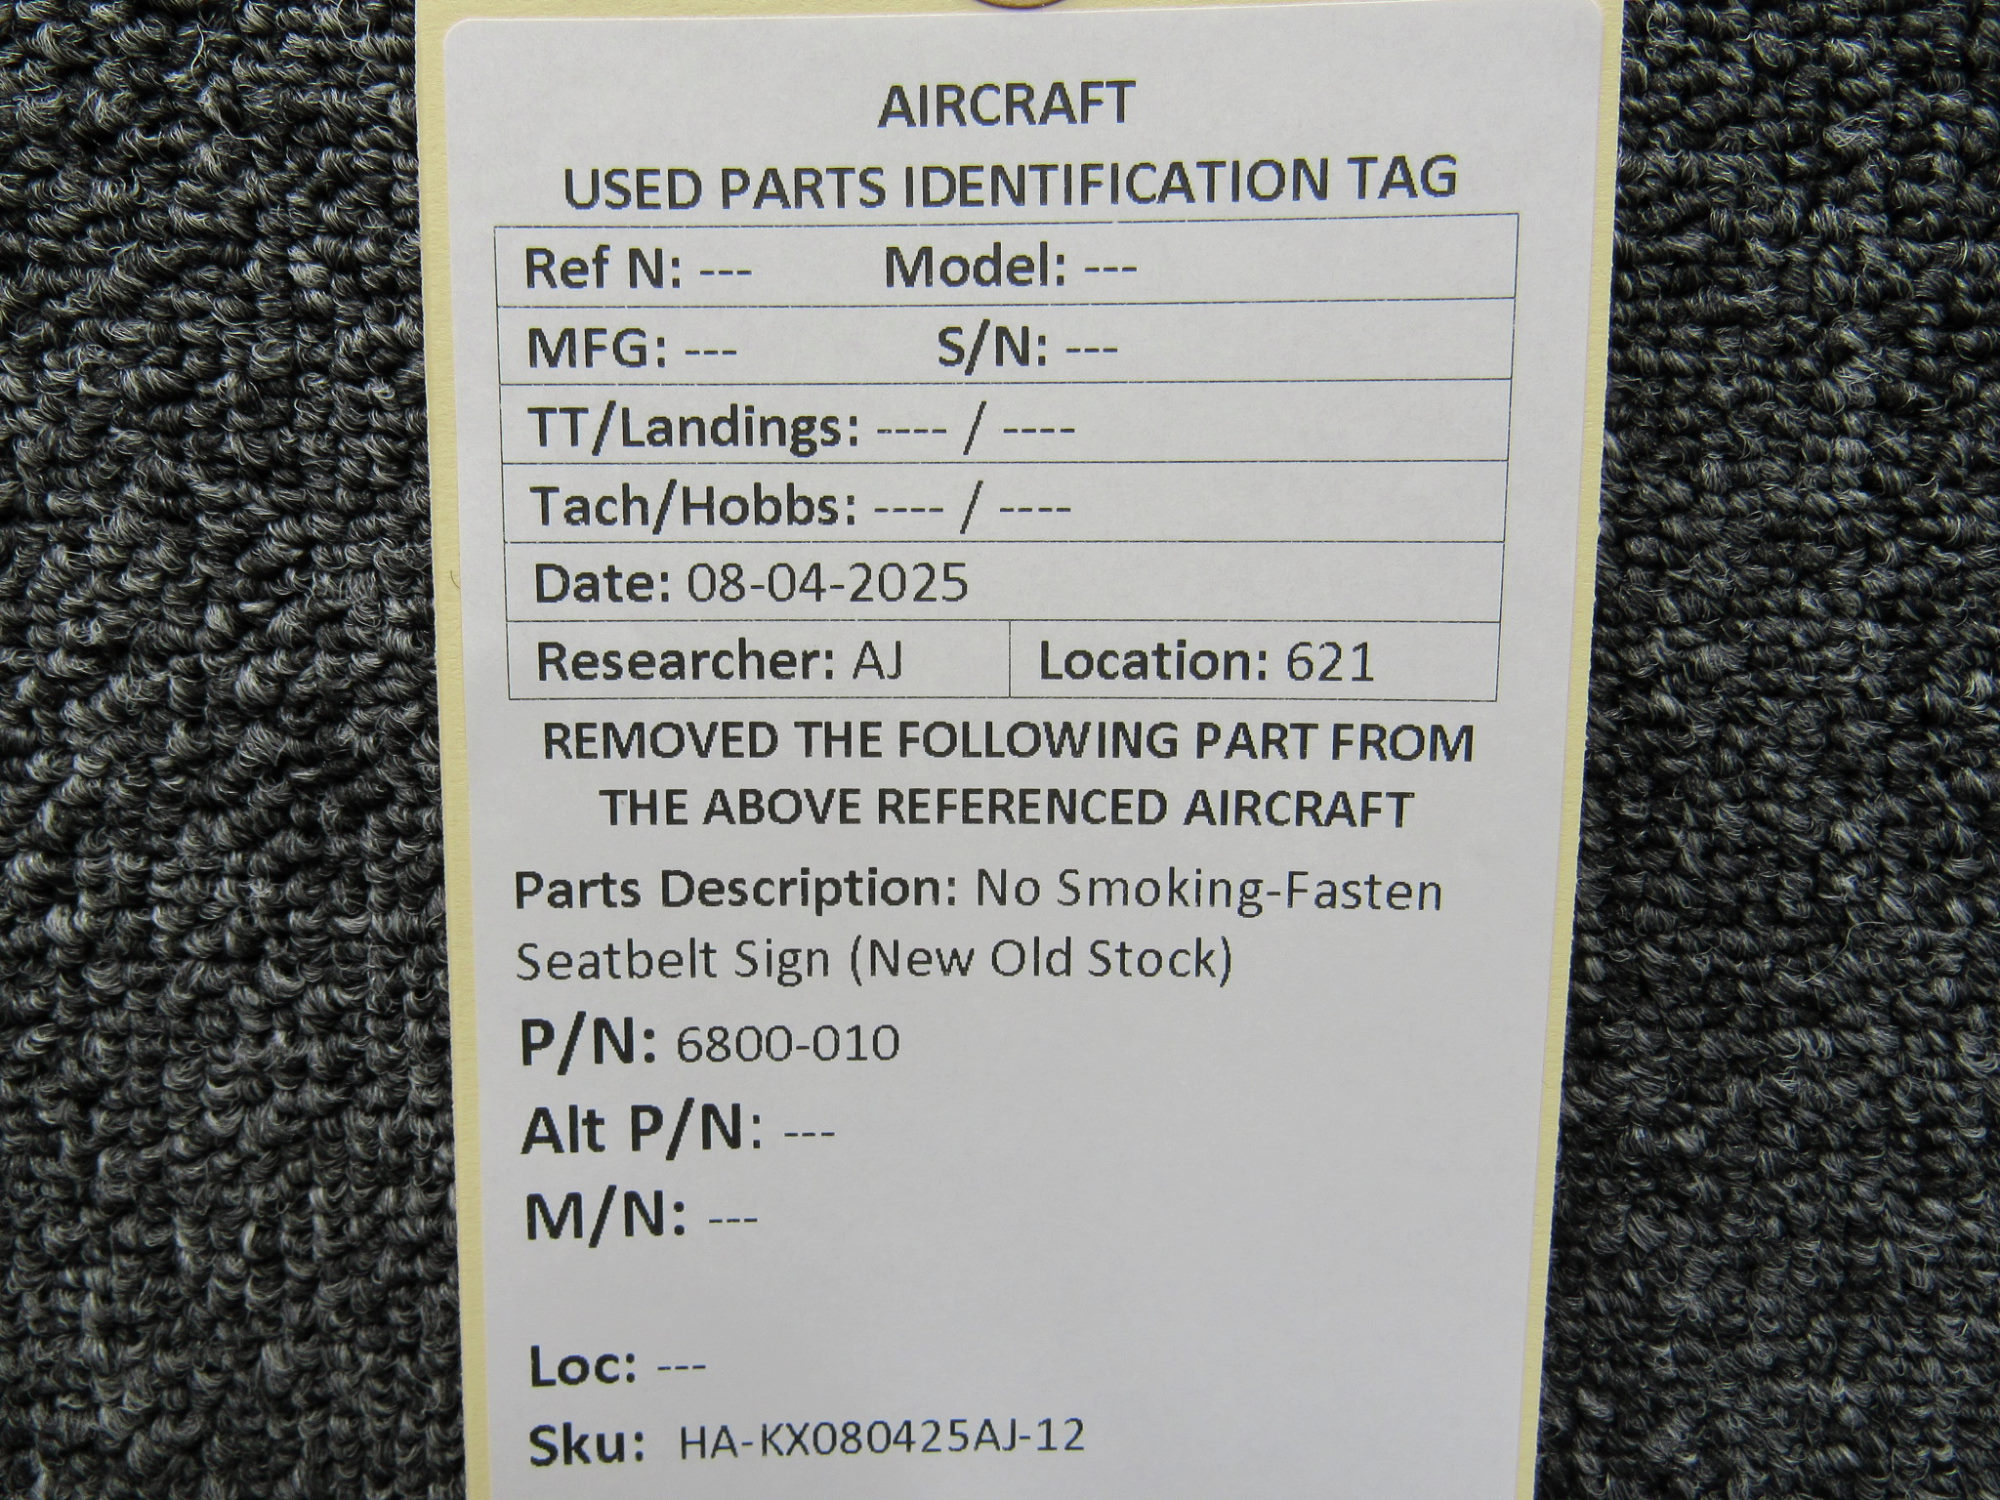 AIRCRAFT
USED PARTS IDENTIFICATION TAG
Ref N: --- Model: ---
MFG: --- S/N: ---
TT/Landings: ---- / ----
Tach/Hobbs: ---- / ----
Date: 08-04-2025
Researcher: AJ Location: 621
REMOVED THE FOLLOWING PART FROM
THE ABOVE REFERENCED AIRCRAFT
Parts Description: No Smoking-Fasten
Seatbelt Sign (New Old Stock)
P/N: 6800-010
Alt P/N: ---
M/N: ---
Loc: ---
Sku: HA-KX080425AJ-12